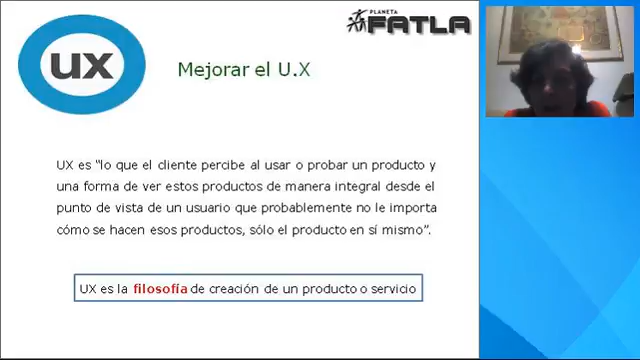 PLANETA
FATLA
ux
Mejorar el U.X
UX es “lo que el cliente percibe al usar o probar un producto y
una forma de ver estos productos de manera integral desde el
punto de vista de un usuario que probablemente no le importa
cómo se hacen esos productos, sólo el producto en sí mismo”.
UX es la filosofía de creación de un producto o servicio